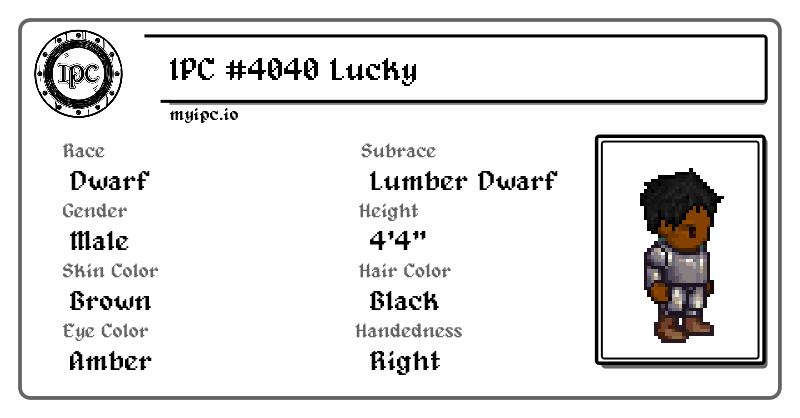 IPC
IPC #4040 Lucky
myipc.io
Race
Dwarf
Subrace
Lumber Dwarf
Gender
Male
Height
4'4"
Skin Color
Brown
Hair Color
Black
Eye Color
Amber
Handedness
Right